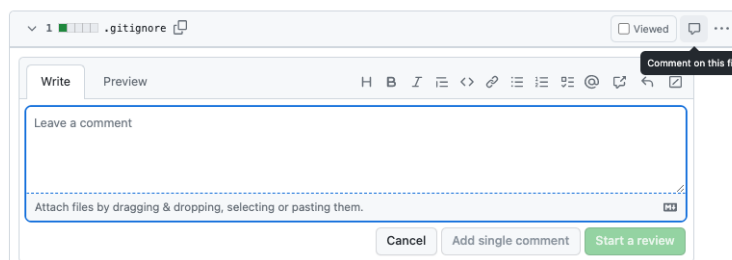 1 .gitignore
Viewed
Comment on this fi
Write Preview
H B I <> @
Leave a comment
Attach files by dragging & dropping, selecting or pasting them.
Cancel Add single comment Start a review